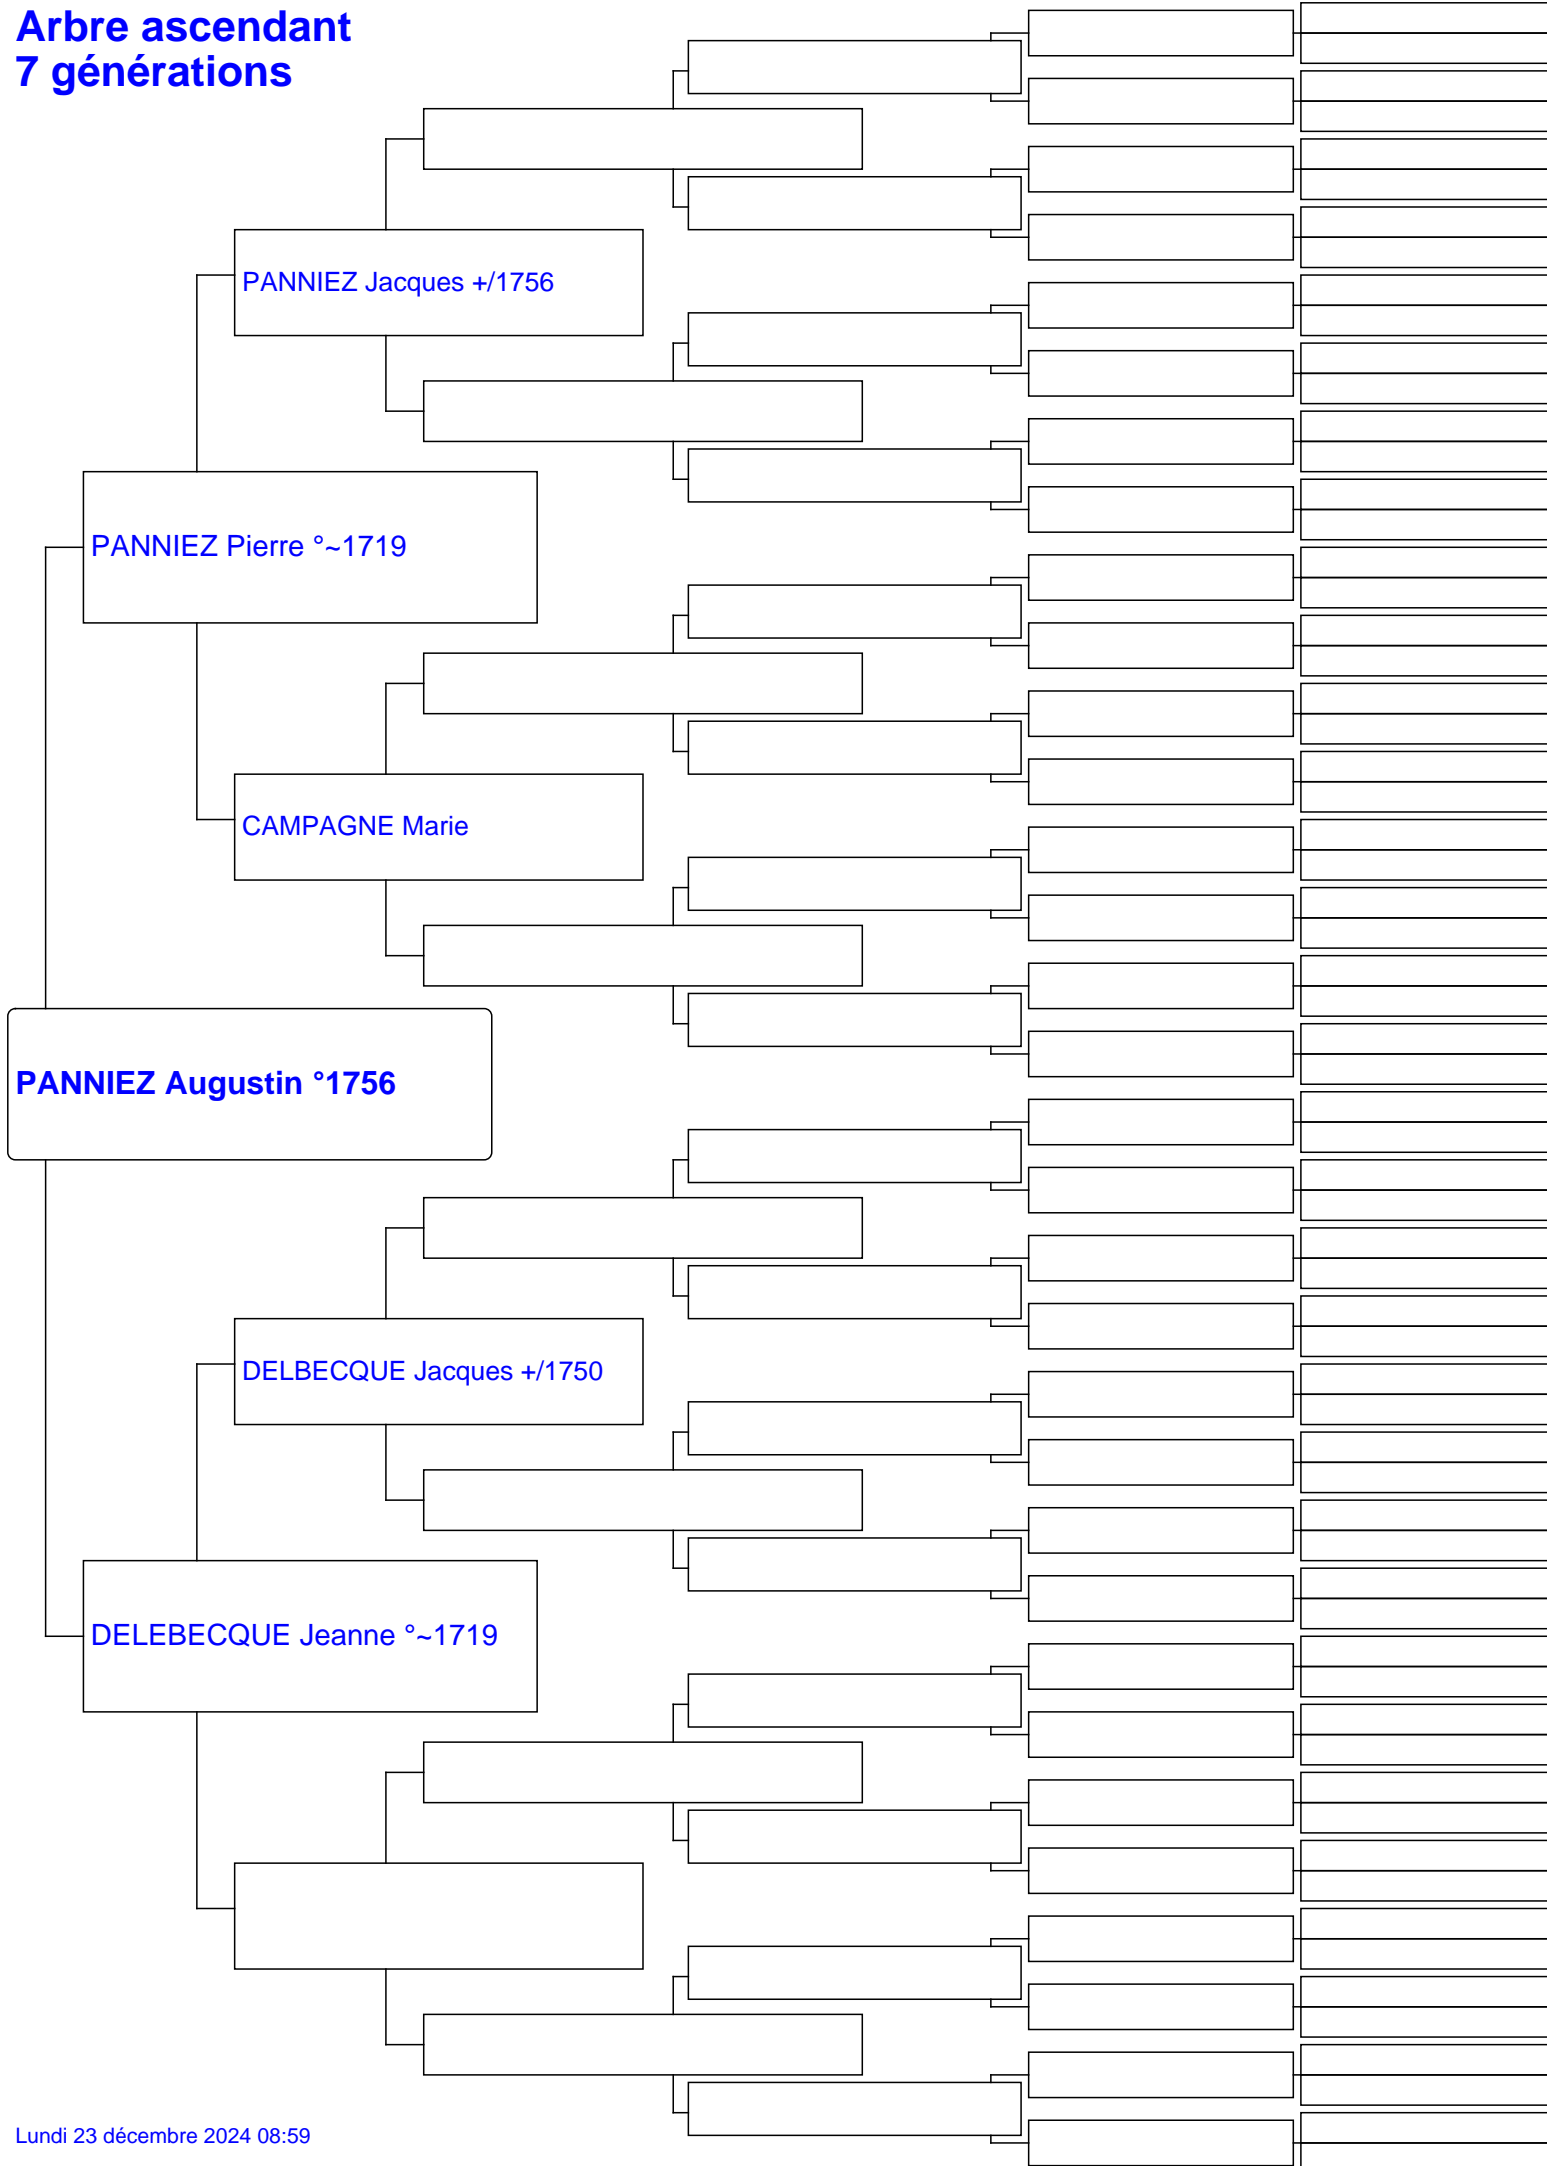 Arbre ascendant
7 générations
PANNIEZ Jacques +/1756
PANNIEZ Pierre °~1719
CAMPAGNE Marie
PANNIEZ Augustin °1756
DELBECQUE Jacques +/1750
DELEBECQUE Jeanne °~1719
Lundi 23 décembre 2024 08:59